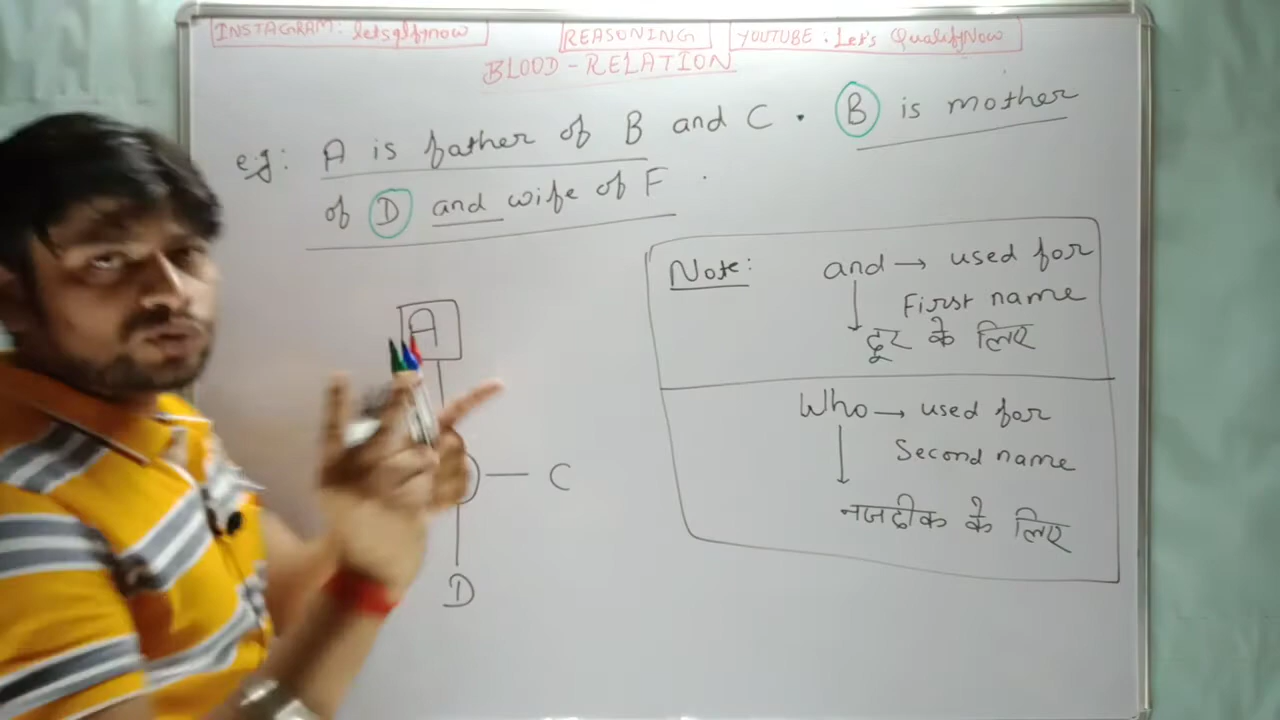 INSTAGRAM: letsqlfynow
REASONING
YOUTUBE: Let's QualifyNow
BLOOD-RELATION
eg: A is father of B and C. B is mother
of D and wife of F.
Note: and → used for
First name
दूर के लिए
Who → used for
Second name
नजदीक के लिए
A
C
D